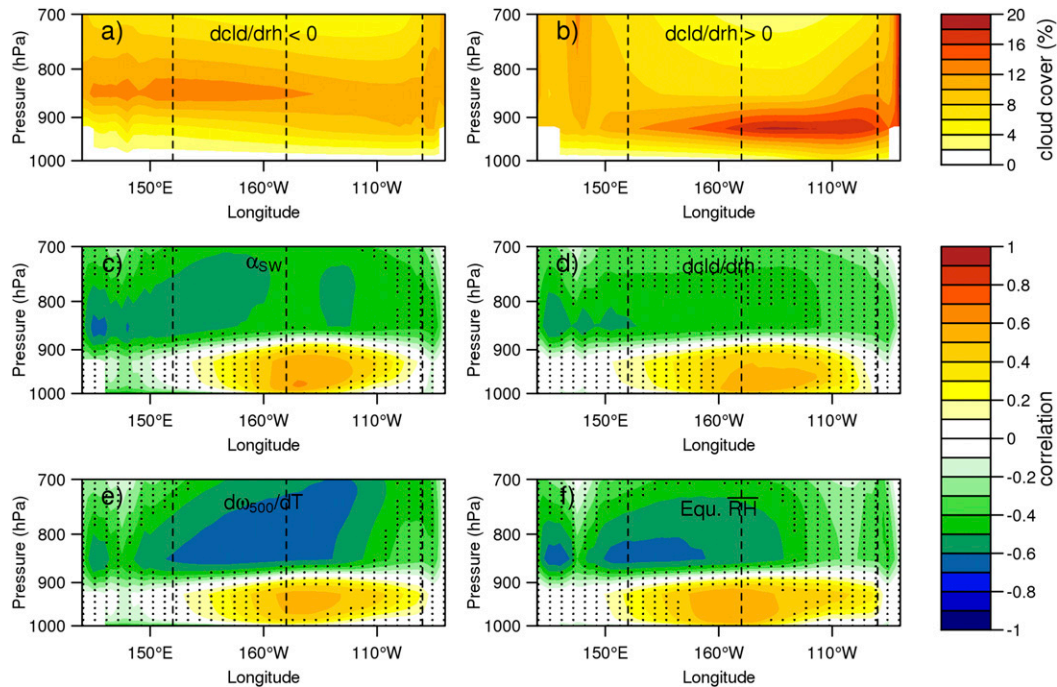 a) dcld/drh < 0
Pressure (hPa)
700
800
900
1000
150°E 160°W 110°W
Longitude
b) dcld/drh > 0
Pressure (hPa)
700
800
900
1000
150°E 160°W 110°W
Longitude
20
16
12
8
4
0
cloud cover (%)
c) αSW
Pressure (hPa)
700
800
900
1000
150°E 160°W 110°W
Longitude
d) dcld/drh
Pressure (hPa)
700
800
900
1000
150°E 160°W 110°W
Longitude
e) dω500/dT
Pressure (hPa)
700
800
900
1000
150°E 160°W 110°W
Longitude
f) Equ. R̅H̅
Pressure (hPa)
700
800
900
1000
150°E 160°W 110°W
Longitude
1
0.8
0.6
0.4
0.2
0
-0.2
-0.4
-0.6
-0.8
-1
correlation